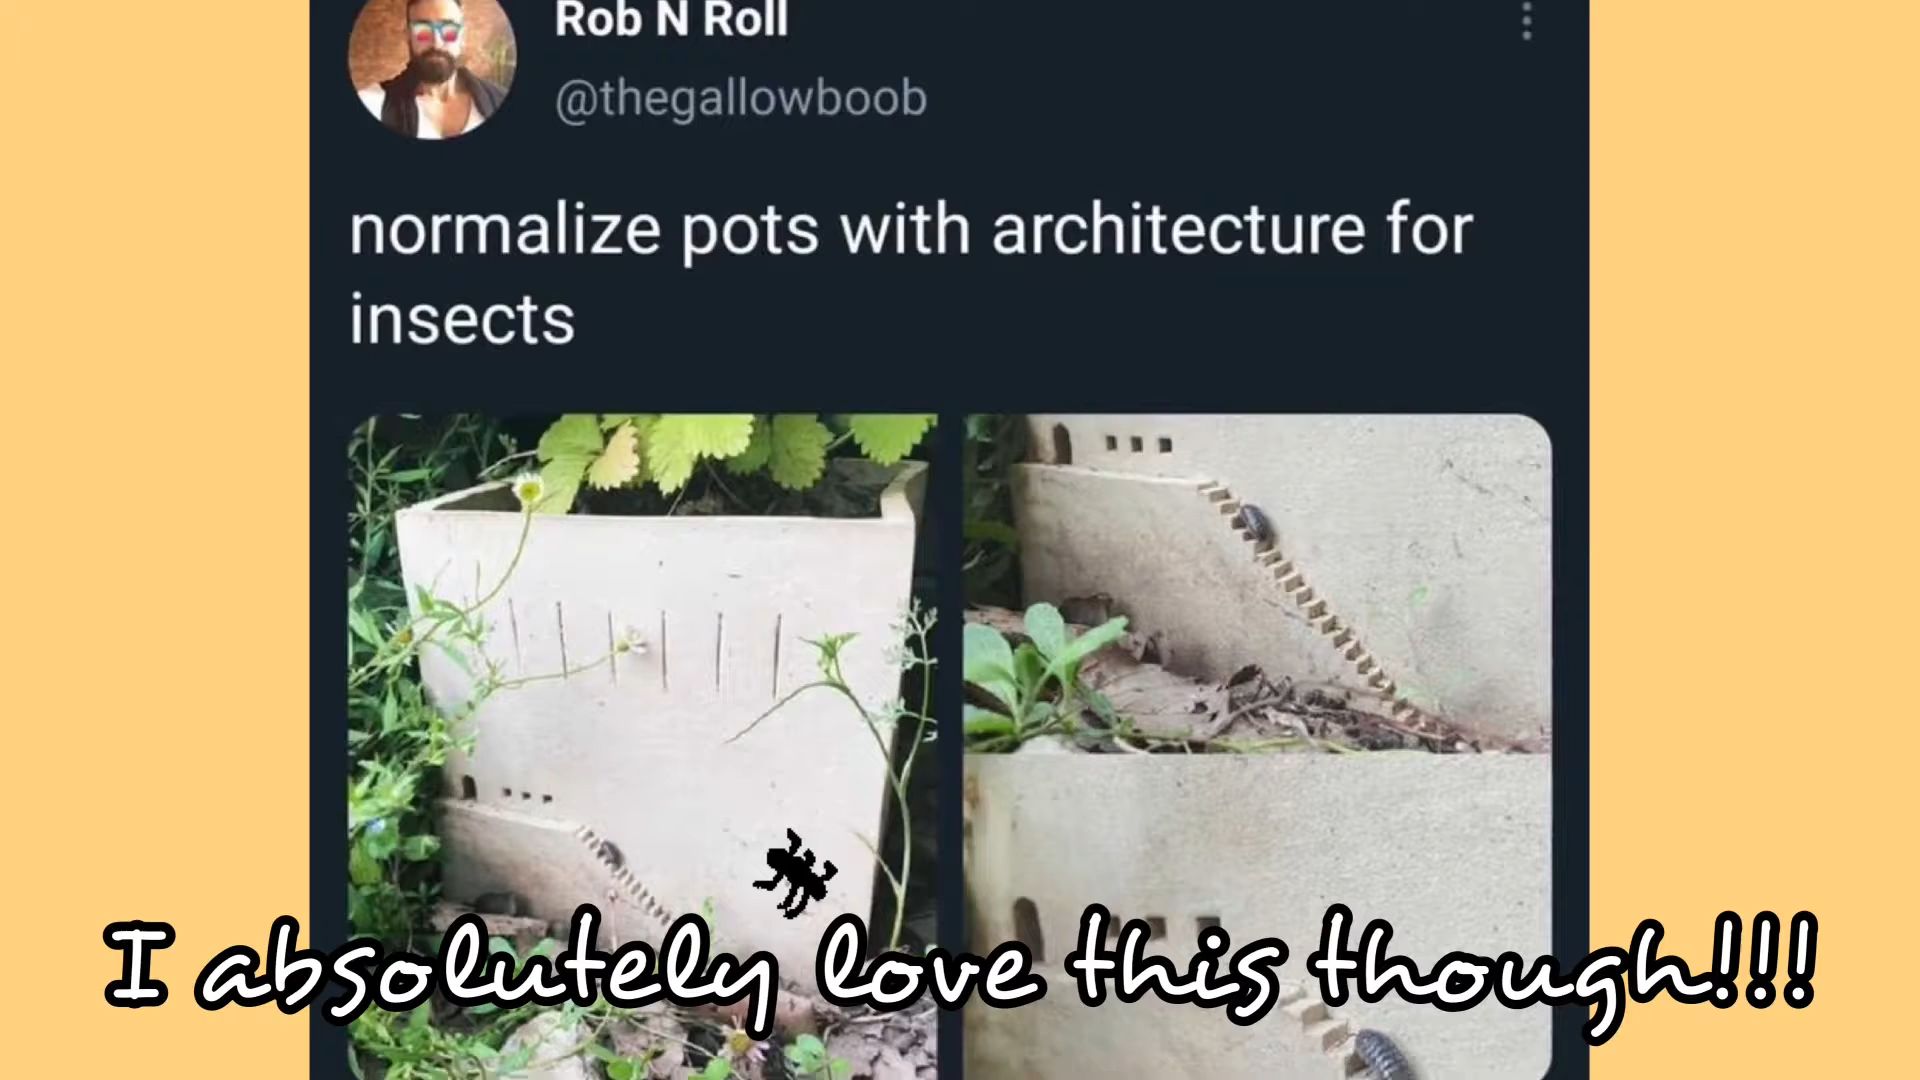 Rob N Roll
@thegallowboob
normalize pots with architecture for
insects
I absolutely love this though!!!